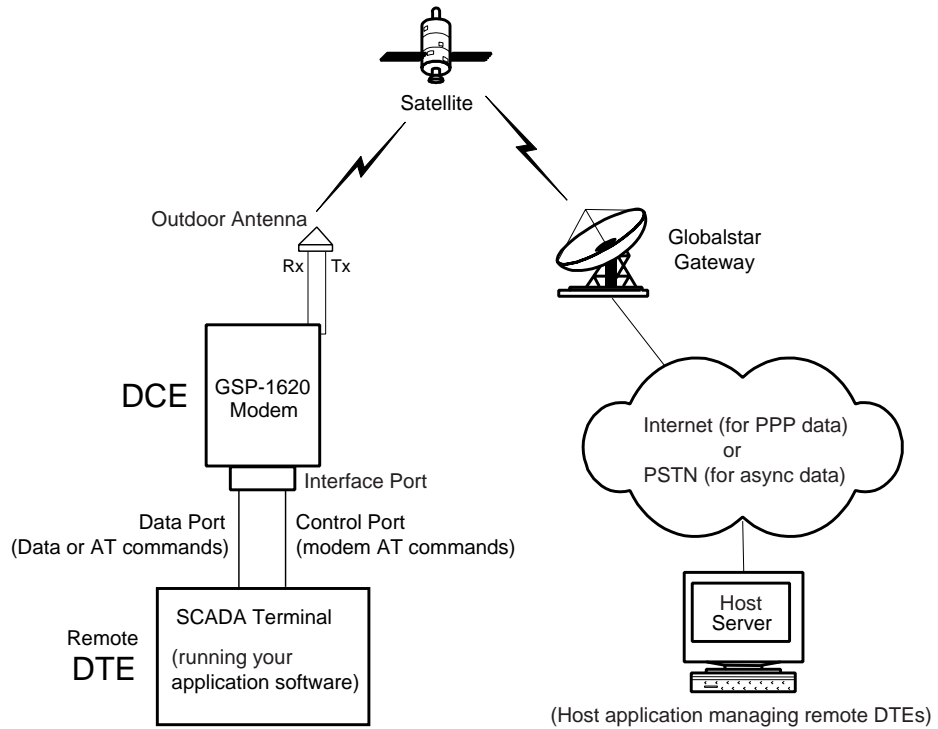 Satellite
Outdoor Antenna
Rx Tx
Globalstar
Gateway
DCE
GSP-1620
Modem
Internet (for PPP data)
or
PSTN (for async data)
Interface Port
Data Port
(Data or AT commands)
Control Port
(modem AT commands)
Remote
DTE
SCADA Terminal
(running your
application software)
Host
Server
(Host application managing remote DTEs)